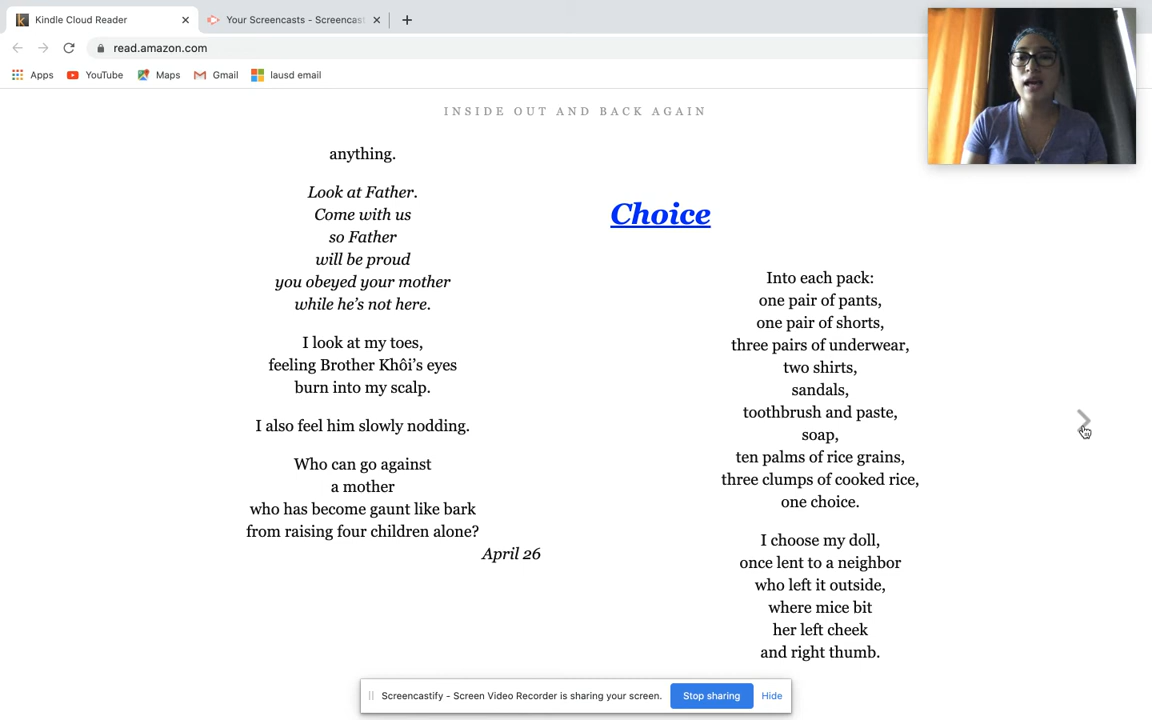 Kindle Cloud Reader
Your Screencasts - Screencast
read.amazon.com
Apps
YouTube
Maps
Gmail
lausd email
INSIDE OUT AND BACK AGAIN
anything.
Look at Father.
Come with us
so Father
will be proud
you obeyed your mother
while he's not here.
I look at my toes,
feeling Brother Khôi's eyes
burn into my scalp.
I also feel him slowly nodding.
Who can go against
a mother
who has become gaunt like bark
from raising four children alone?
April 26
Choice
Into each pack:
one pair of pants,
one pair of shorts,
three pairs of underwear,
two shirts,
sandals,
toothbrush and paste,
soap,
ten palms of rice grains,
three clumps of cooked rice,
one choice.
I choose my doll,
once lent to a neighbor
who left it outside,
where mice bit
her left cheek
and right thumb.
Screencastify - Screen Video Recorder is sharing your screen.
Stop sharing
Hide